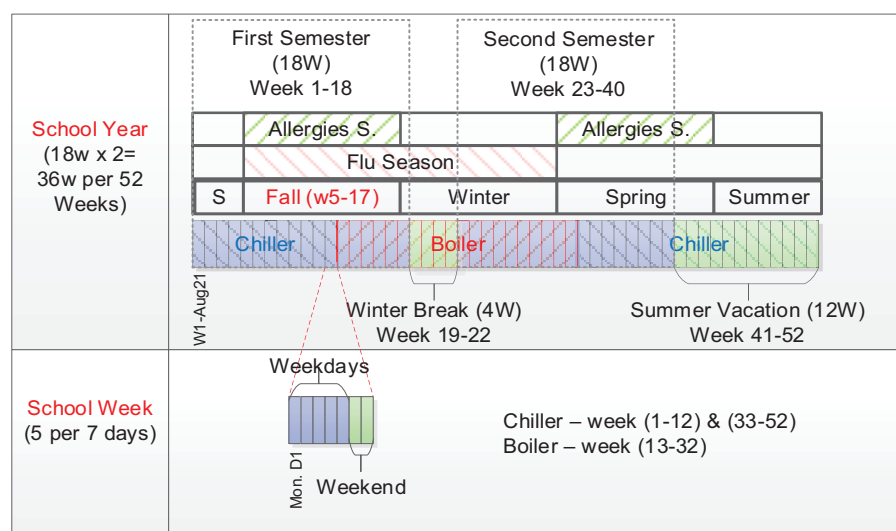 First Semester
(18W)
Week 1-18
Second Semester
(18W)
Week 23-40
School Year
(18w x 2=
36w per 52
Weeks)
Allergies S.
Allergies S.
Flu Season
S
Fall (w5-17)
Winter
Spring
Summer
Chiller
Boiler
Chiller
W1-Aug21
Winter Break (4W)
Week 19-22
Summer Vacation (12W)
Week 41-52
School Week
(5 per 7 days)
Weekdays
Mon. D1
Weekend
Chiller – week (1-12) & (33-52)
Boiler – week (13-32)